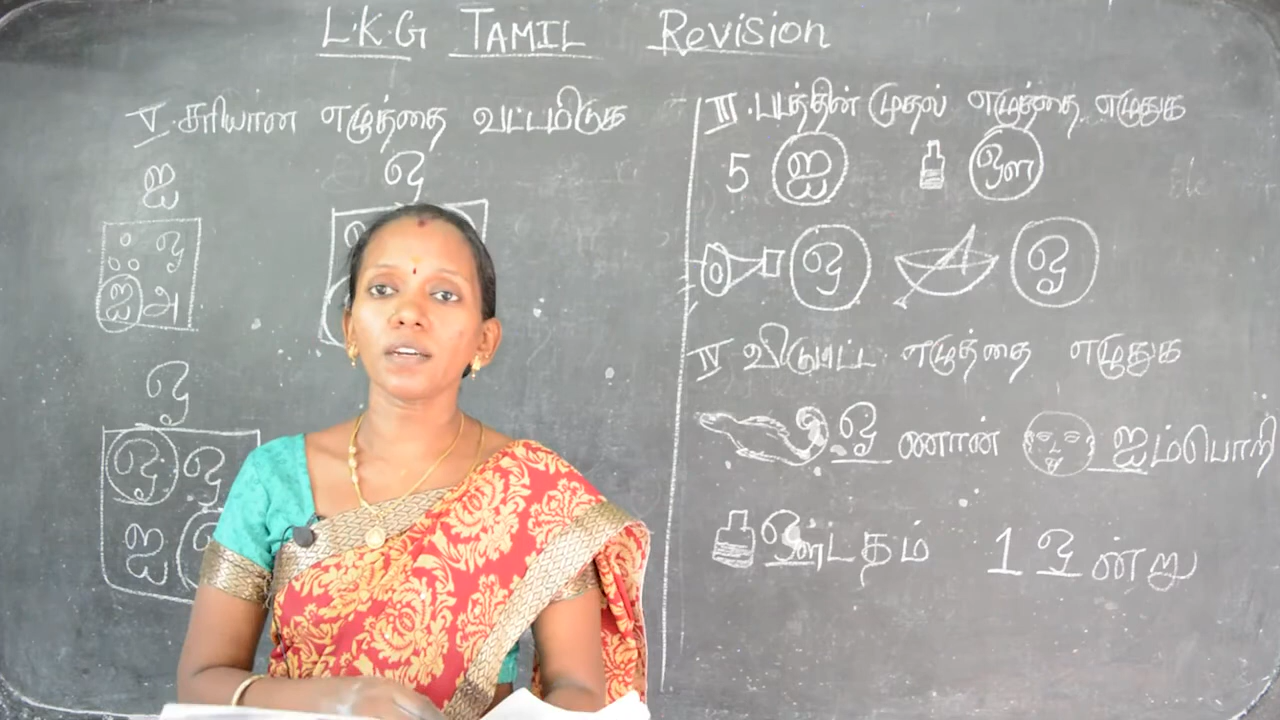 L.K.G TAMIL Revision
V. சரியான எழுத்தை வட்டமிடுக
ஐ ஒ
ஃ ஒ
ஐ அ
ஒ
ஓ ஒ
ஐ
III. படத்தின் முதல் எழுத்தை எழுதுக
5 ஐ ஔ
ஒ ஓ
IV விடுபட்ட எழுத்தை எழுதுக
ஓணான் ஐம்பொறி
ஔடதம் 1 ஒன்று